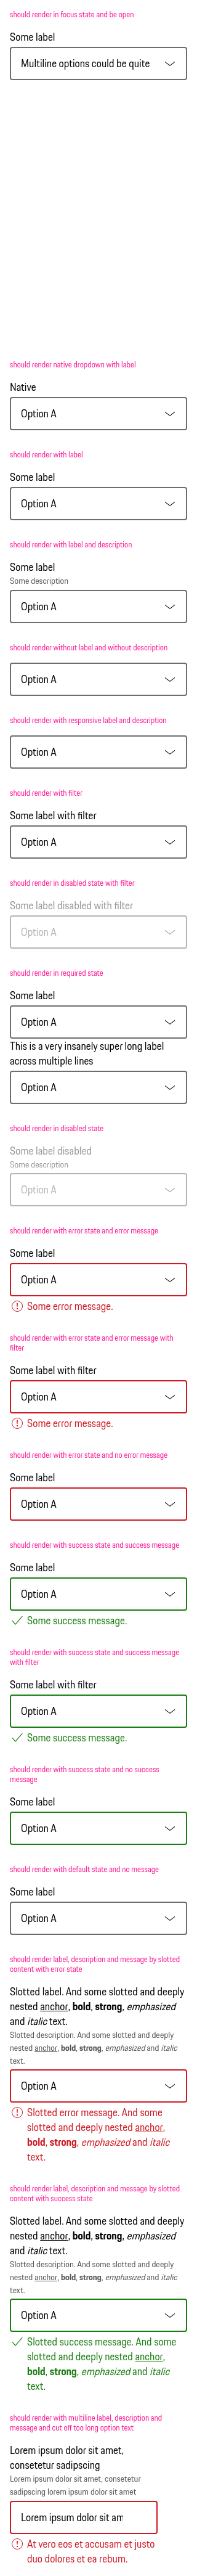 should render in focus state and be open
Some label
Multiline options could be quite
should render native dropdown with label
Native
Option A
should render with label
Some label
Option A
should render with label and description
Some label
Some description
Option A
should render without label and without description
Option A
should render with responsive label and description
Option A
should render with filter
Some label with filter
Option A
should render in disabled state with filter
Some label disabled with filter
Option A
should render in required state
Some label
Option A
This is a very insanely super long label
across multiple lines
Option A
should render in disabled state
Some label disabled
Some description
Option A
should render with error state and error message
Some label
Option A
Some error message.
should render with error state and error message with
filter
Some label with filter
Option A
Some error message.
should render with error state and no error message
Some label
Option A
should render with success state and success message
Some label
Option A
Some success message.
should render with success state and success message
with filter
Some label with filter
Option A
Some success message.
should render with success state and no success
message
Some label
Option A
should render with default state and no message
Some label
Option A
should render label, description and message by slotted
content with error state
Slotted label. And some slotted and deeply
nested anchor, bold, strong, emphasized
and italic text.
Slotted description. And some slotted and deeply
nested anchor, bold, strong, emphasized and italic
text.
Option A
Slotted error message. And some
slotted and deeply nested anchor,
bold, strong, emphasized and italic
text.
should render label, description and message by slotted
content with success state
Slotted label. And some slotted and deeply
nested anchor, bold, strong, emphasized
and italic text.
Slotted description. And some slotted and deeply
nested anchor, bold, strong, emphasized and italic
text.
Option A
Slotted success message. And some
slotted and deeply nested anchor,
bold, strong, emphasized and italic
text.
should render with multiline label, description and
message and cut off too long option text
Lorem ipsum dolor sit amet,
consetetur sadipscing
Lorem ipsum dolor sit amet, consetetur
sadipscing lorem ipsum dolor sit amet
Lorem ipsum dolor sit am
At vero eos et accusam et justo
duo dolores et ea rebum.